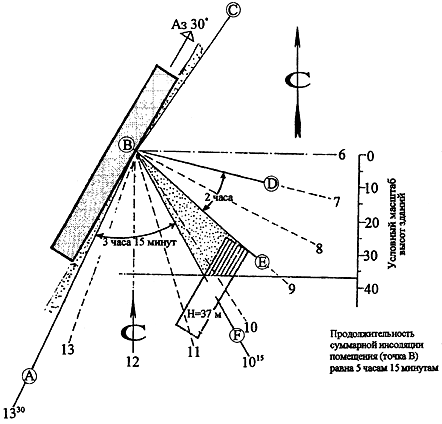 Аз 30°
C
С
B
6
0
D
10
7
2 часа
20
8
3 часа 15 минут
30
E
9
40
Условный масштаб
высот зданий
Н=37 м
С
10
F
13
12
11
10¹⁵
A
13³⁰
Продолжительность
суммарной инсоляции
помещения (точка В)
равна 5 часам 15 минутам